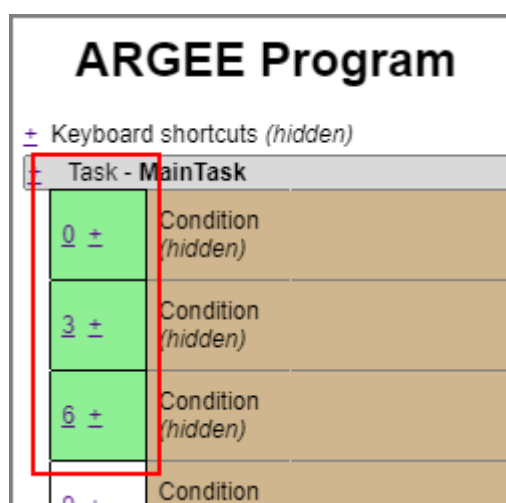 ARGEE Program
+ Keyboard shortcuts (hidden)
+ Task - MainTask
0 + Condition
(hidden)
3 + Condition
(hidden)
6 + Condition
(hidden)
Condition